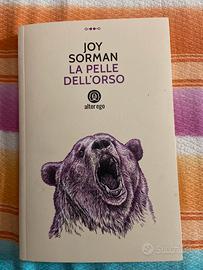 JOY
SORMAN
LA PELLE
DELL'ORSO
alter ego